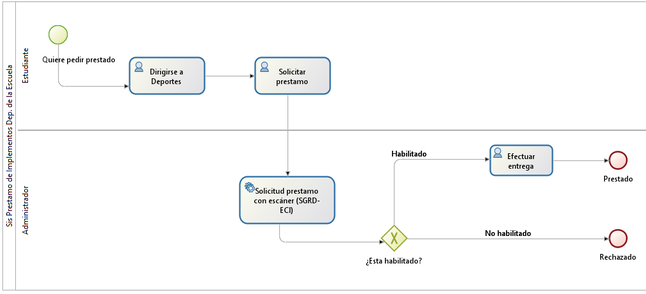 Sis Prestamo de Implementos Dep. de la Escuela
Estudiante
Quiere pedir prestado
Dirigirse a
Deportes
Solicitar
prestamo
Administrador
Solicitud prestamo
con escáner (SGRD-
ECI)
¿Esta habilitado?
Habilitado
Efectuar
entrega
Prestado
No habilitado
Rechazado